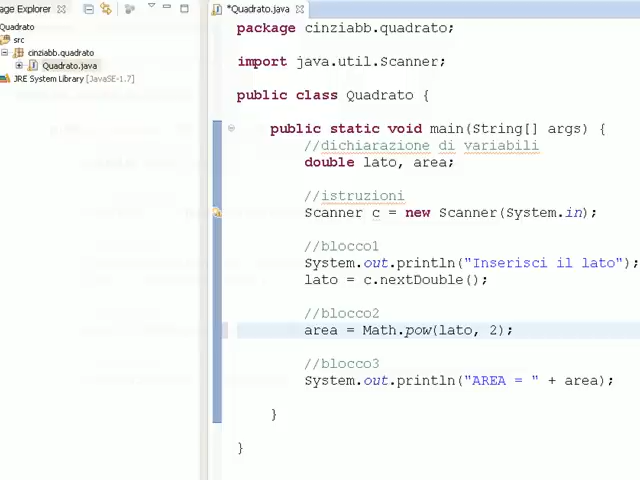 age Explorer
*Quadrato.java
Quadrato
src
cinziabb.quadrato
Quadrato.java
JRE System Library [JavaSE-1.7]
package cinziabb.quadrato;
import java.util.Scanner;
public class Quadrato {
public static void main(String[] args) {
//dichiarazione di variabili
double lato, area;
//istruzioni
Scanner c = new Scanner(System.in);
//blocco1
System.out.println("Inserisci il lato");
lato = c.nextDouble();
//blocco2
area = Math.pow(lato, 2);
//blocco3
System.out.println("AREA = " + area);
}
}